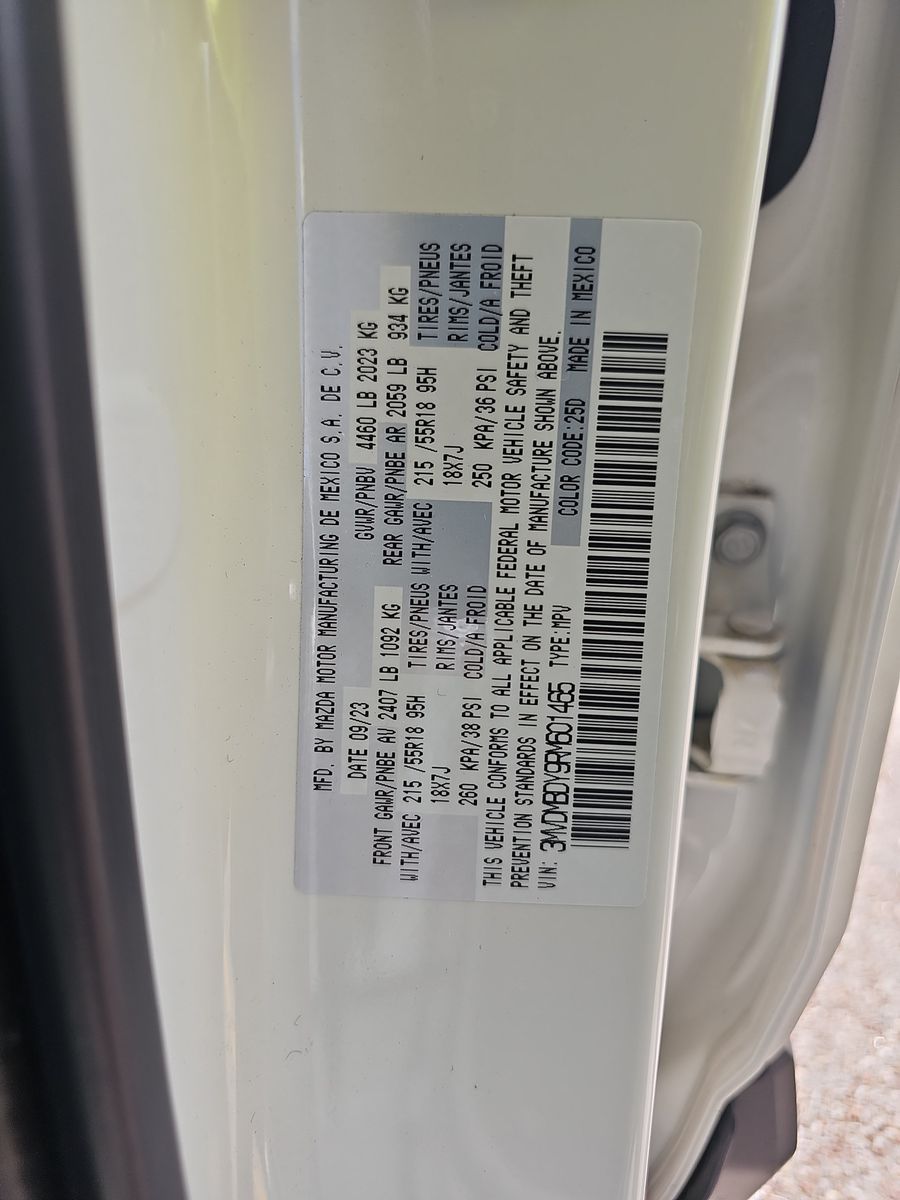 MFD. BY MAZDA MOTOR MANUFACTURING DE MEXICO S.A. DE C.V.
DATE 09/23 GVWR/PNBV 4460 LB 2023 KG
FRONT GAWR/PNBE AV 2407 LB 1092 KG REAR GAWR/PNBE AR 2059 LB 934 KG
WITH/AVEC 215 /55R18 95H TIRES/PNEUS WITH/AVEC 215 /55R18 95H TIRES/PNEUS
18X7J RIMS/JANTES 18X7J RIMS/JANTES
260 KPA/38 PSI COLD/A FROID 250 KPA/36 PSI COLD/A FROID
THIS VEHICLE CONFORMS TO ALL APPLICABLE FEDERAL MOTOR VEHICLE SAFETY AND THEFT
PREVENTION STANDARDS IN EFFECT ON THE DATE OF MANUFACTURE SHOWN ABOVE.
VIN: 3MVDMBDY9RM601465 TYPE:MPV COLOR CODE:25D MADE IN MEXICO